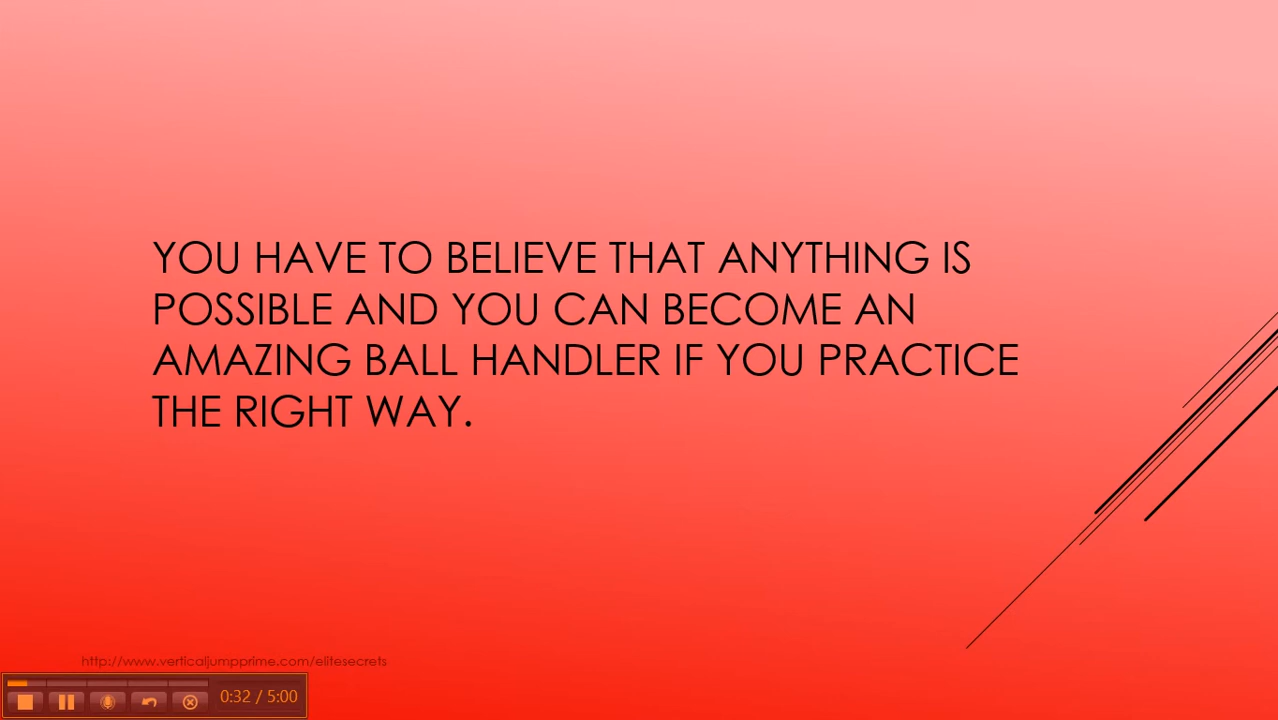 YOU HAVE TO BELIEVE THAT ANYTHING IS
POSSIBLE AND YOU CAN BECOME AN
AMAZING BALL HANDLER IF YOU PRACTICE
THE RIGHT WAY.
http://www.verticaljumpprime.com/elitesecrets
0:32 / 5:00